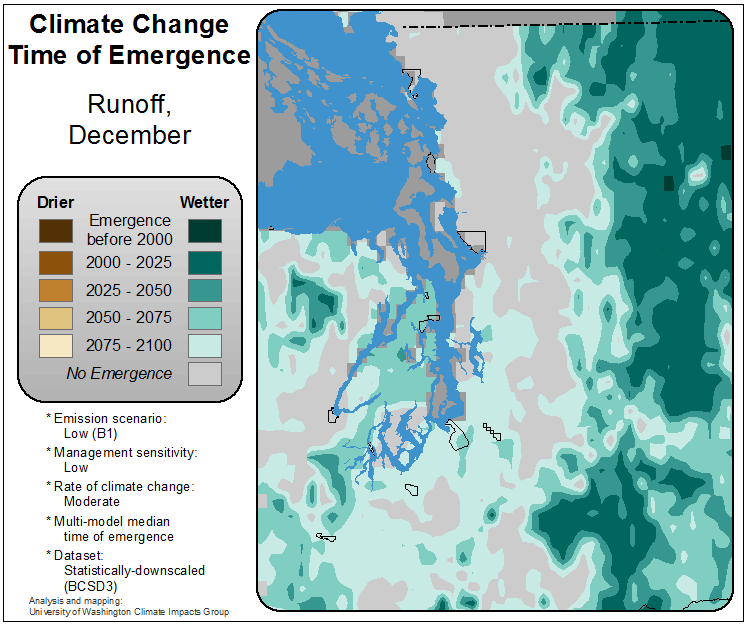 Climate Change
Time of Emergence
Runoff,
December
Drier Wetter
Emergence
before 2000
2000 - 2025
2025 - 2050
2050 - 2075
2075 - 2100
No Emergence
* Emission scenario:
Low (B1)
* Management sensitivity:
Low
* Rate of climate change:
Moderate
* Multi-model median
time of emergence
* Dataset:
Statistically-downscaled
(BCSD3)
Analysis and mapping:
University of Washington Climate Impacts Group